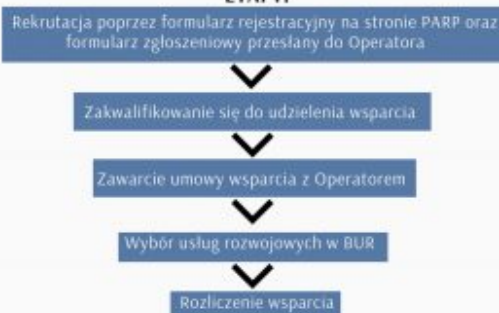 Rekrutacja poprzez formularz rejestracyjny na stronie PARP oraz
formularz zgłoszeniowy przesłany do Operatora
Zakwalifikowanie się do udzielenia wsparcia
Zawarcie umowy wsparcia z Operatorem
Wybór usług rozwojowych w BUR
Rozliczenie wsparcia